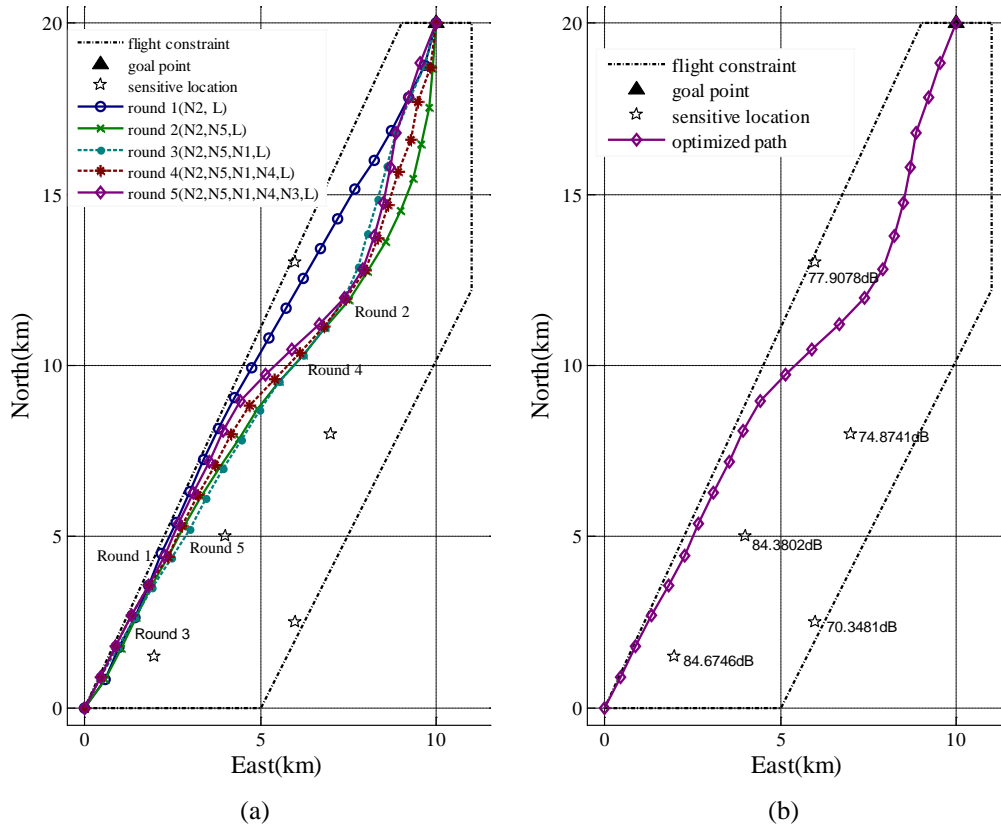 20
15
10
5
0
North(km)
flight constraint
goal point
sensitive location
round 1(N2, L)
round 2(N2,N5,L)
round 3(N2,N5,N1,L)
round 4(N2,N5,N1,N4,L)
round 5(N2,N5,N1,N4,N3,L)
Round 2
Round 4
Round 1
Round 5
Round 3
0
5
10
East(km)
(a)
20
15
10
5
0
North(km)
flight constraint
goal point
sensitive location
optimized path
77.9078dB
74.8741dB
84.3802dB
70.3481dB
84.6746dB
0
5
10
East(km)
(b)